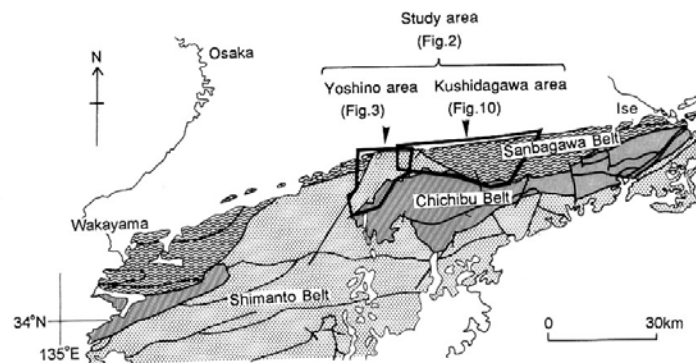 Study area
(Fig.2)
Osaka
N
Yoshino area
Kushidagawa area
(Fig.3)
(Fig.10)
Ise
Sanbagawa Belt
Chichibu Belt
Wakayama
Shimanto Belt
34°N
135°E
0
30km